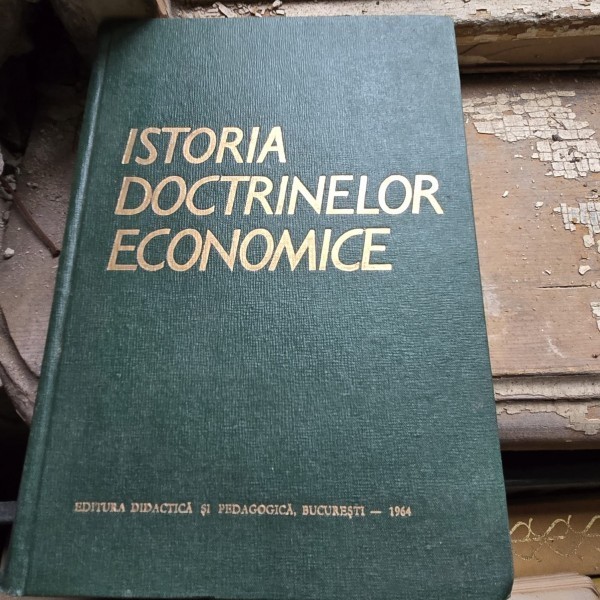 ISTORIA
DOCTRINELOR
ECONOMICE
EDITURA DIDACTICĂ ȘI PEDAGOGICĂ, BUCUREȘTI — 1964